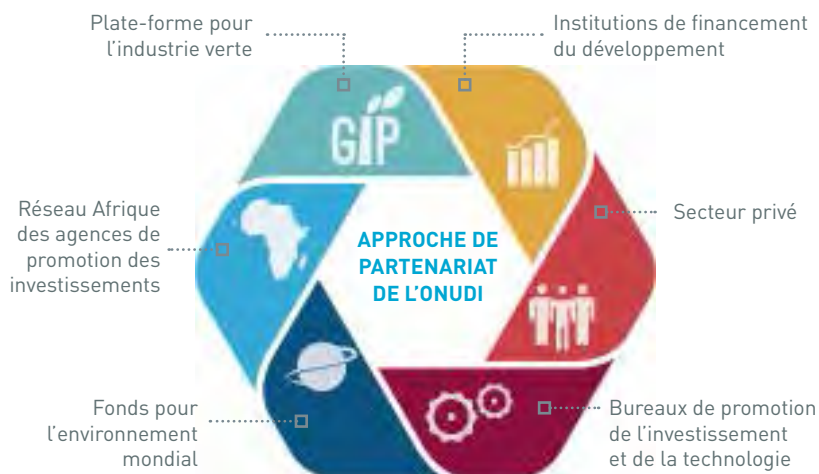 Plate-forme pour
l’industrie verte
Institutions de financement
du développement
GIP
Réseau Afrique
des agences de
promotion des
investissements
APPROCHE DE
PARTENARIAT
DE L’ONUDI
Secteur privé
Fonds pour
l’environnement
mondial
Bureaux de promotion
de l’investissement
et de la technologie